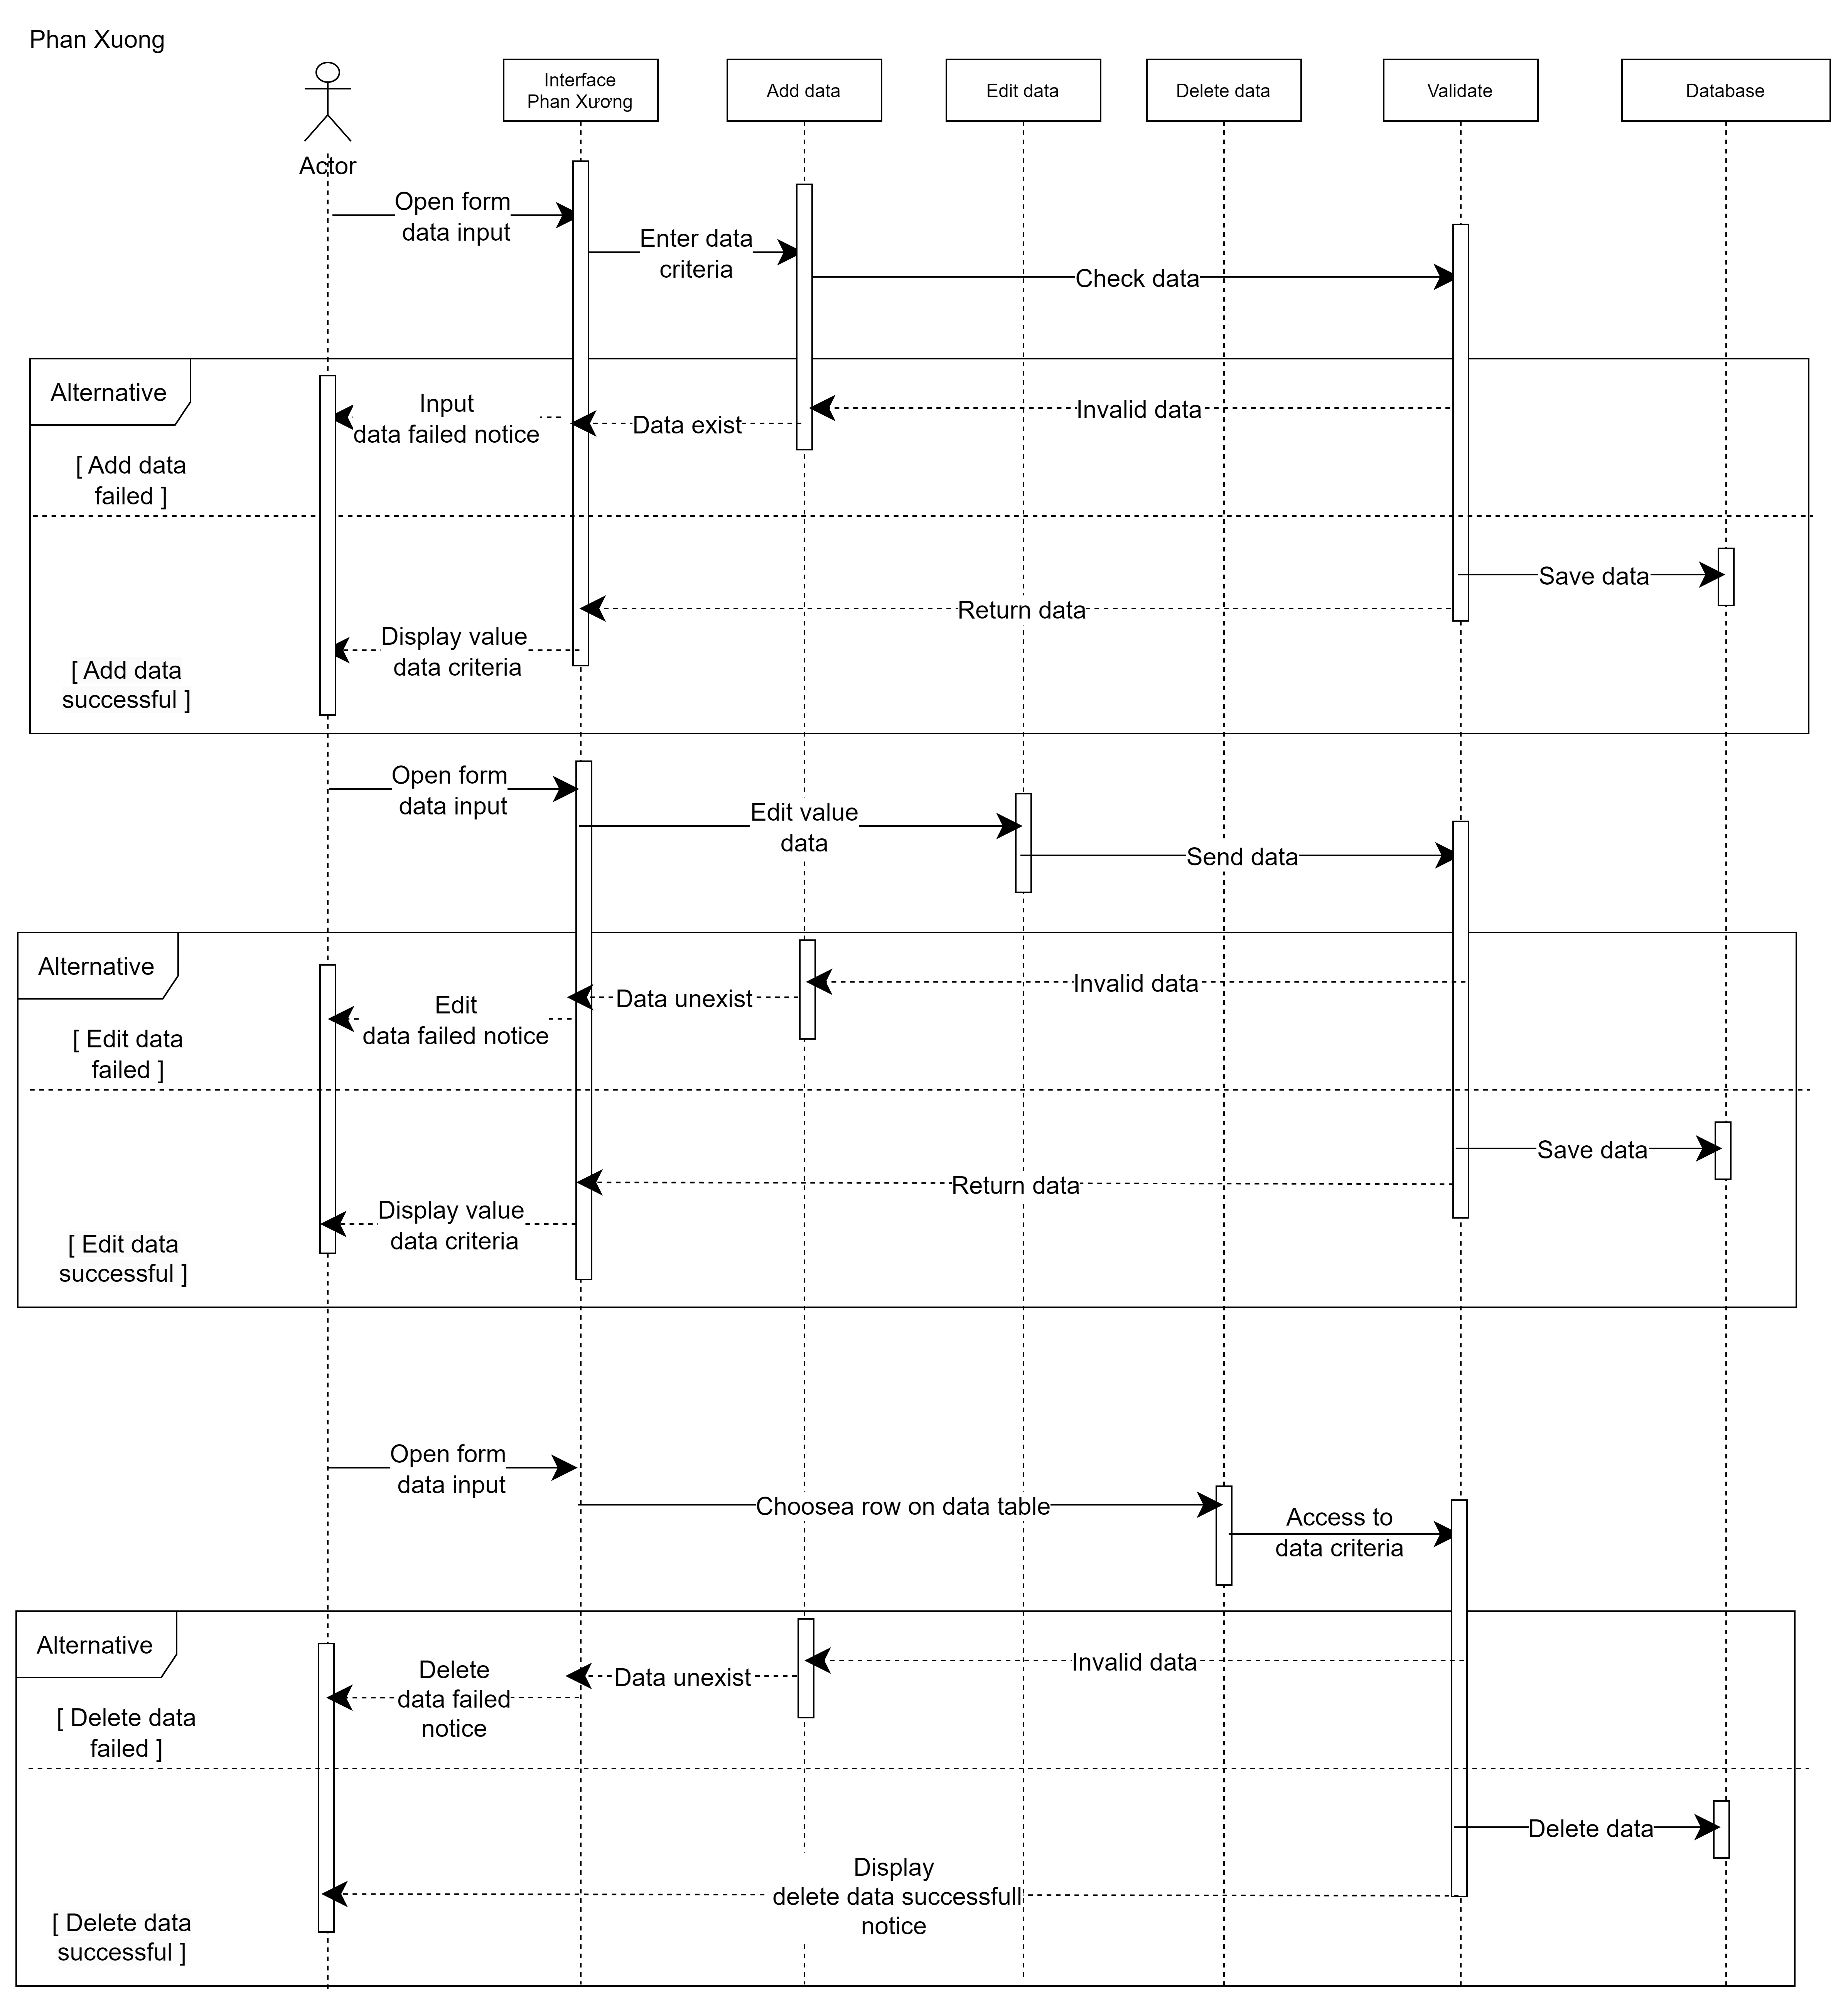 Phan Xuong
Actor
Interface
Phan Xương
Add data
Edit data
Delete data
Validate
Database
Open form
data input
Enter data
criteria
Check data
Alternative
Input
data failed notice
Data exist
Invalid data
[ Add data
failed ]
Save data
Return data
Display value
data criteria
[ Add data
successful ]
Open form
data input
Edit value
data
Send data
Alternative
Invalid data
Data unexist
Edit
data failed notice
[ Edit data
failed ]
Save data
Return data
Display value
data criteria
[ Edit data
successful ]
Open form
data input
Choosea row on data table
Access to
data criteria
Alternative
Invalid data
Data unexist
Delete
data failed
notice
[ Delete data
failed ]
Delete data
Display
delete data successfull
notice
[ Delete data
successful ]